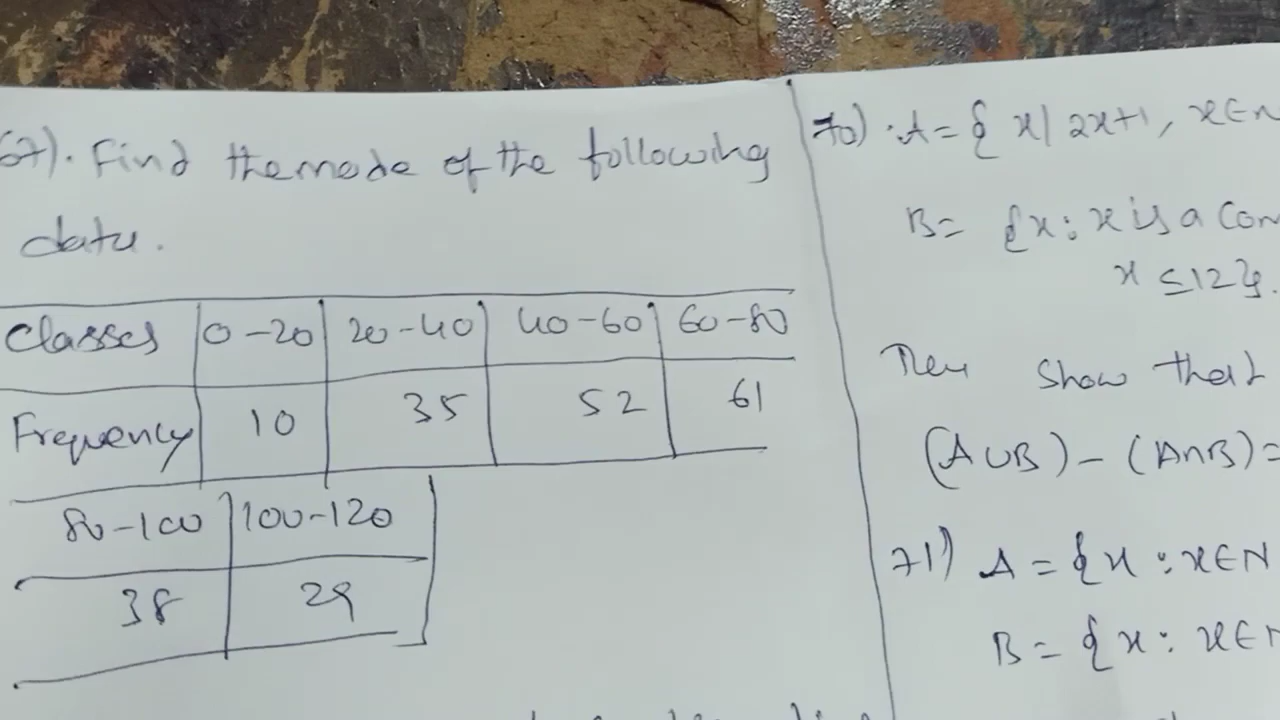 67). Find the mode of the following
data.
Classes 0-20 20-40 40-60 60-80
Frequency 10 35 52 61
80-100 100-120
38 29
70) A = { x | 2x+1, x∈N
B = {x : x is a
x ≤12}.
Then Show that
(A∪B) - (A∩B) =
71) A = {x : x∈N
B = {x : x∈N